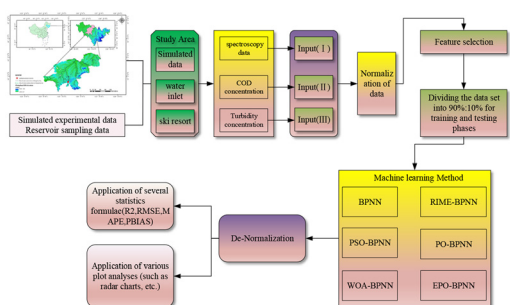 Simulated experimental data
Reservoir sampling data
Study Area
Simulated
data
water
inlet
ski resort
spectroscopy
data
COD
concentration
Turbidity
concentration
Input( I )
Input(II)
Input(III)
Normaliz
ation of
data
Feature selection
Dividing the data set
into 90%:10% for
training and testing
phases
Machine learning Method
BPNN
RIME-BPNN
PSO-BPNN
PO-BPNN
WOA-BPNN
EPO-BPNN
De-Normalization
Application of several
statistics
formulae(R2,RMSE,M
APE,PBIAS)
Application of various
plot analyses (such as
radar charts, etc.)